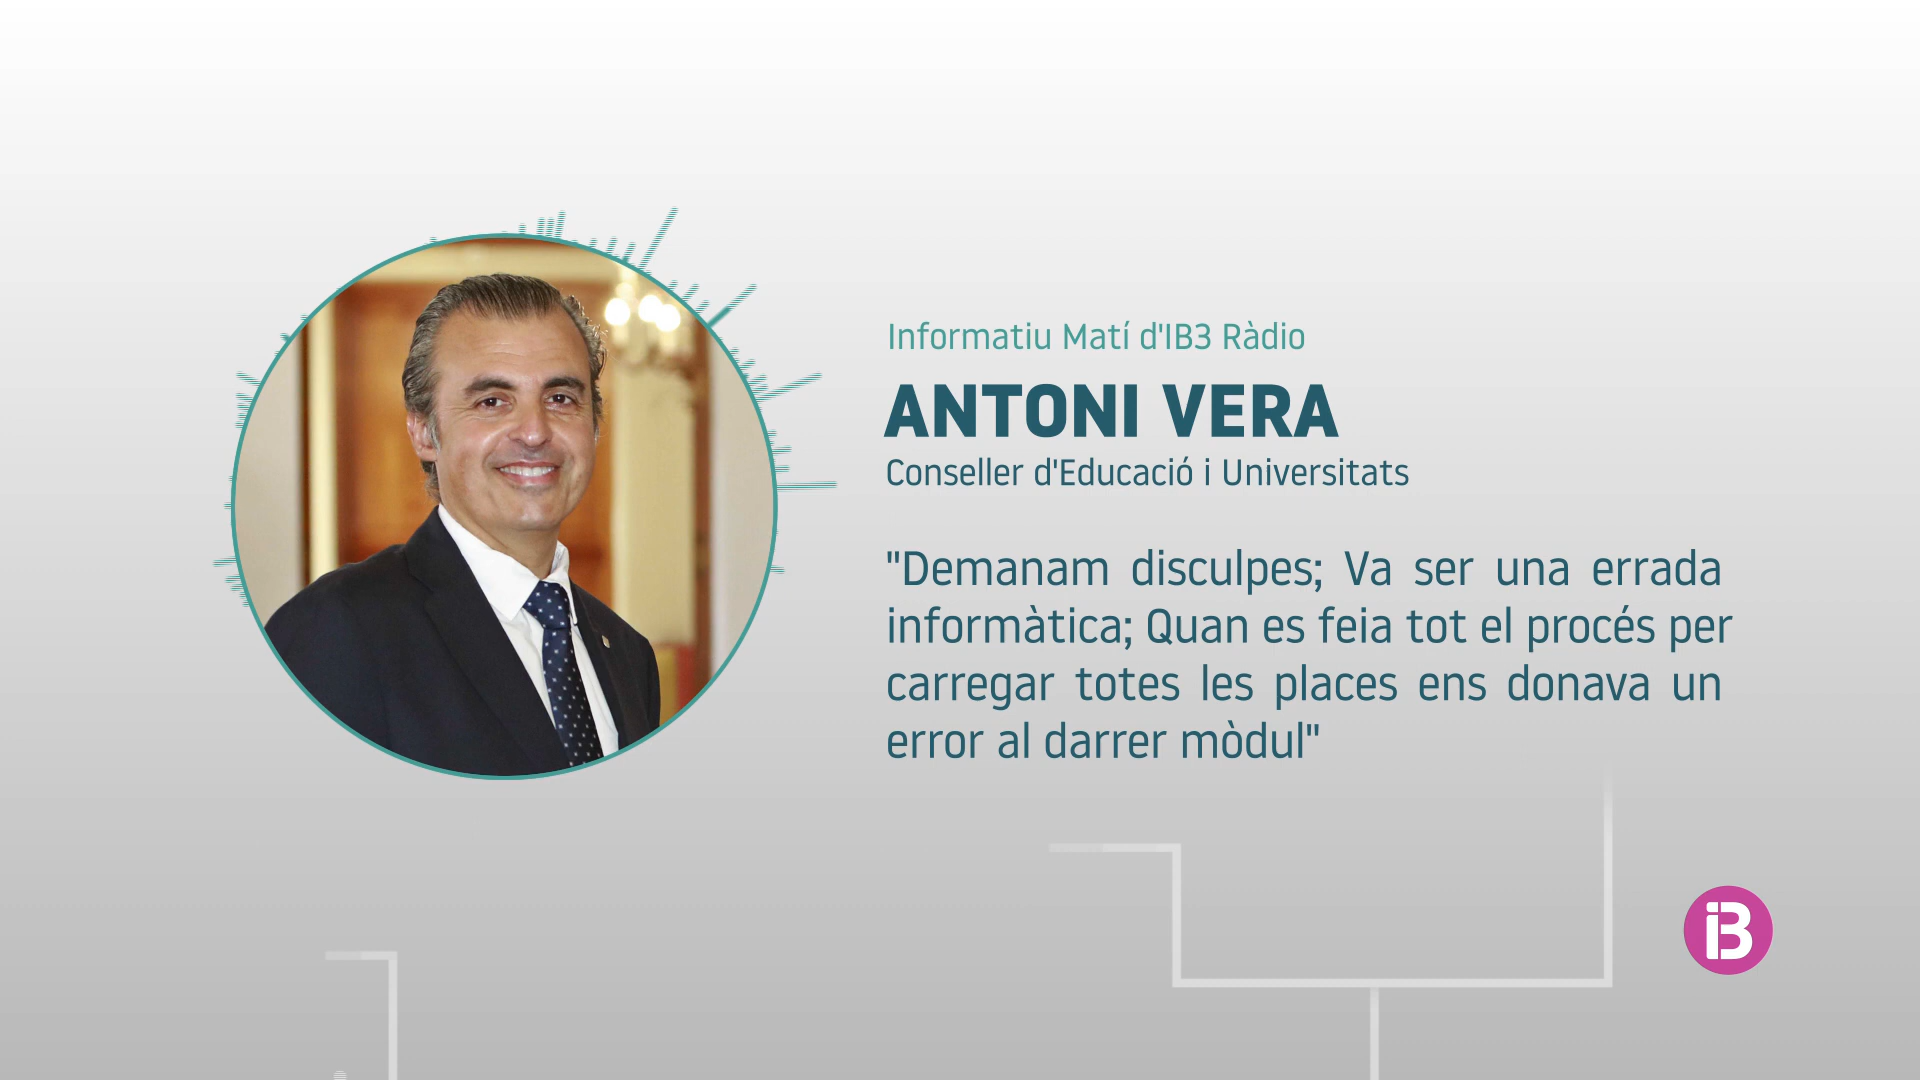 Informatiu Matí d'IB3 Ràdio
ANTONI VERA
Conseller d'Educació i Universitats
"Demanam disculpes; Va ser una errada
informàtica; Quan es feia tot el procés per
carregar totes les places ens donava un
error al darrer mòdul"
iB